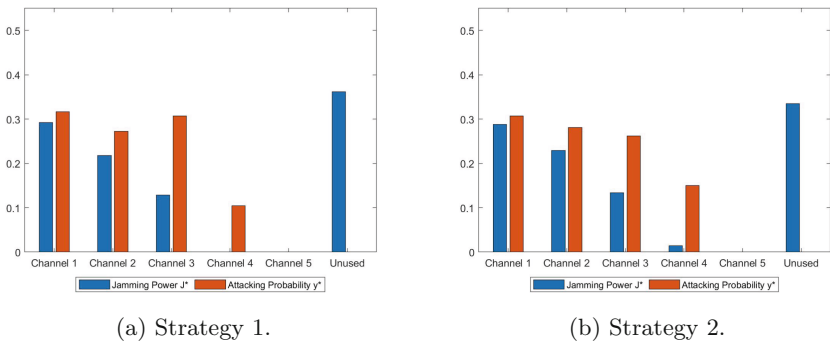 0.5
0.4
0.3
0.2
0.1
0
Channel 1 Channel 2 Channel 3 Channel 4 Channel 5 Unused
Jamming Power J* Attacking Probability y*
(a) Strategy 1.
0.5
0.4
0.3
0.2
0.1
0
Channel 1 Channel 2 Channel 3 Channel 4 Channel 5 Unused
Jamming Power J* Attacking Probability y*
(b) Strategy 2.